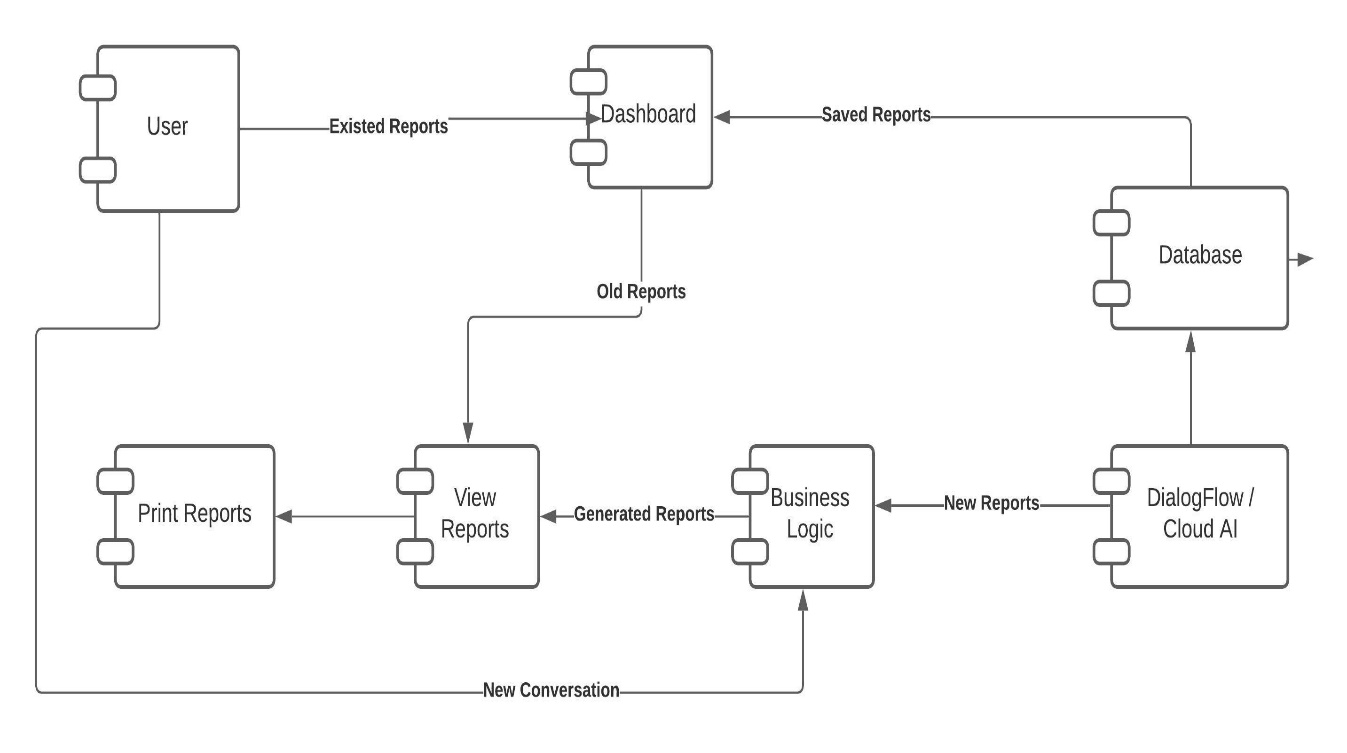 User
Existed Reports
Dashboard
Saved Reports
Database
Old Reports
Print Reports
View
Reports
Generated Reports
Business
Logic
New Reports
DialogFlow /
Cloud AI
New Conversation